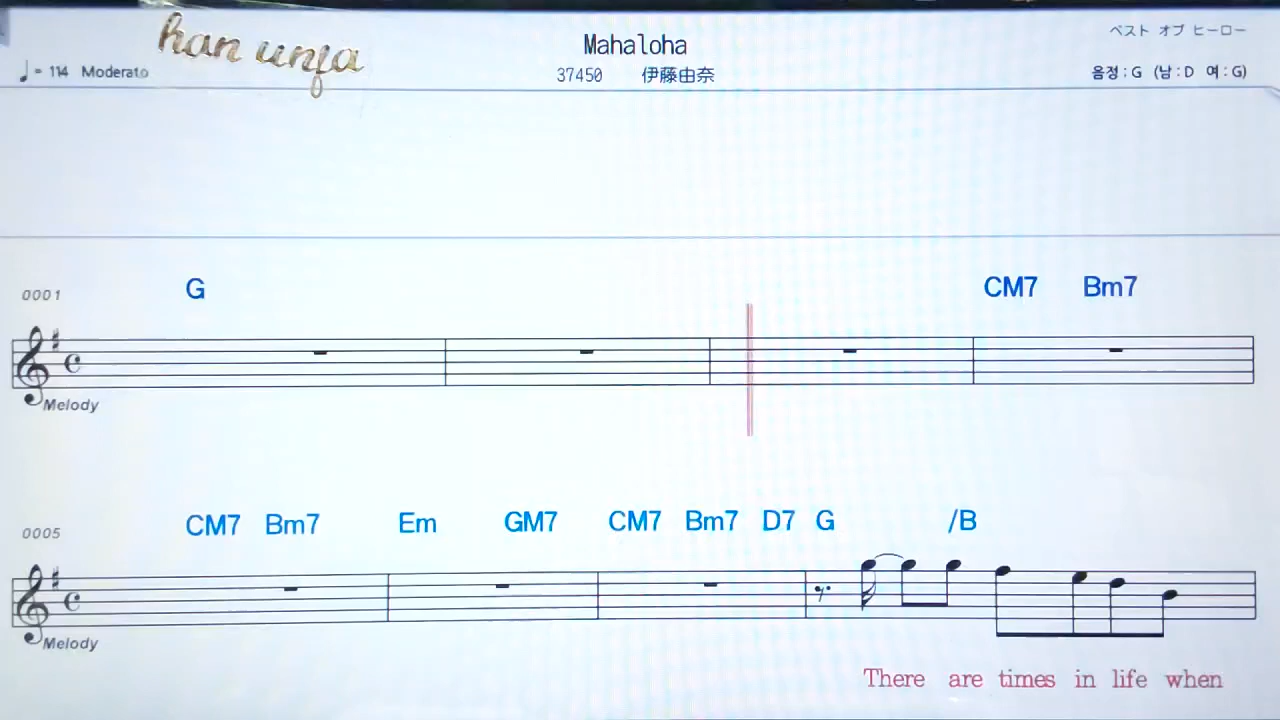 han unfa
Mahaloha
ベスト オブ ヒーロー
♩= 114 Moderato
37450 伊藤由奈
음정 : G (남 : D 여 : G)
0001 G CM7 Bm7
Melody
0005 CM7 Bm7 Em GM7 CM7 Bm7 D7 G /B
Melody
There are times in life when